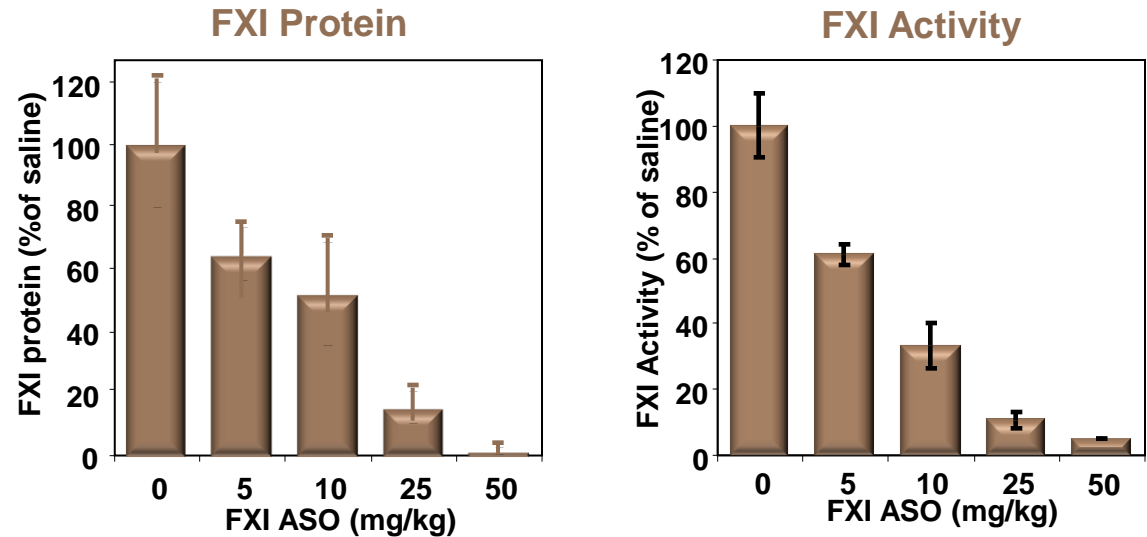 FXI Protein
FXI protein (%of saline)
120
100
80
60
40
20
0
0 5 10 25 50
FXI ASO (mg/kg)
FXI Activity
FXI Activity (% of saline)
120
100
80
60
40
20
0
0 5 10 25 50
FXI ASO (mg/kg)